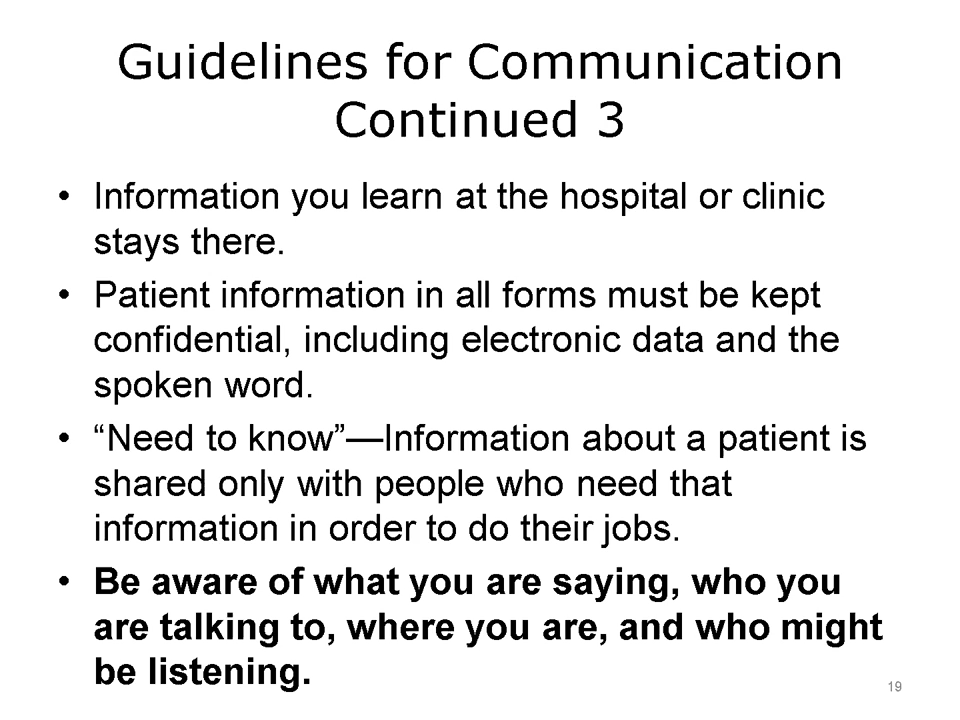 Guidelines for Communication
Continued 3
• Information you learn at the hospital or clinic
stays there.
• Patient information in all forms must be kept
confidential, including electronic data and the
spoken word.
• “Need to know”—Information about a patient is
shared only with people who need that
information in order to do their jobs.
• Be aware of what you are saying, who you
are talking to, where you are, and who might
be listening.
19